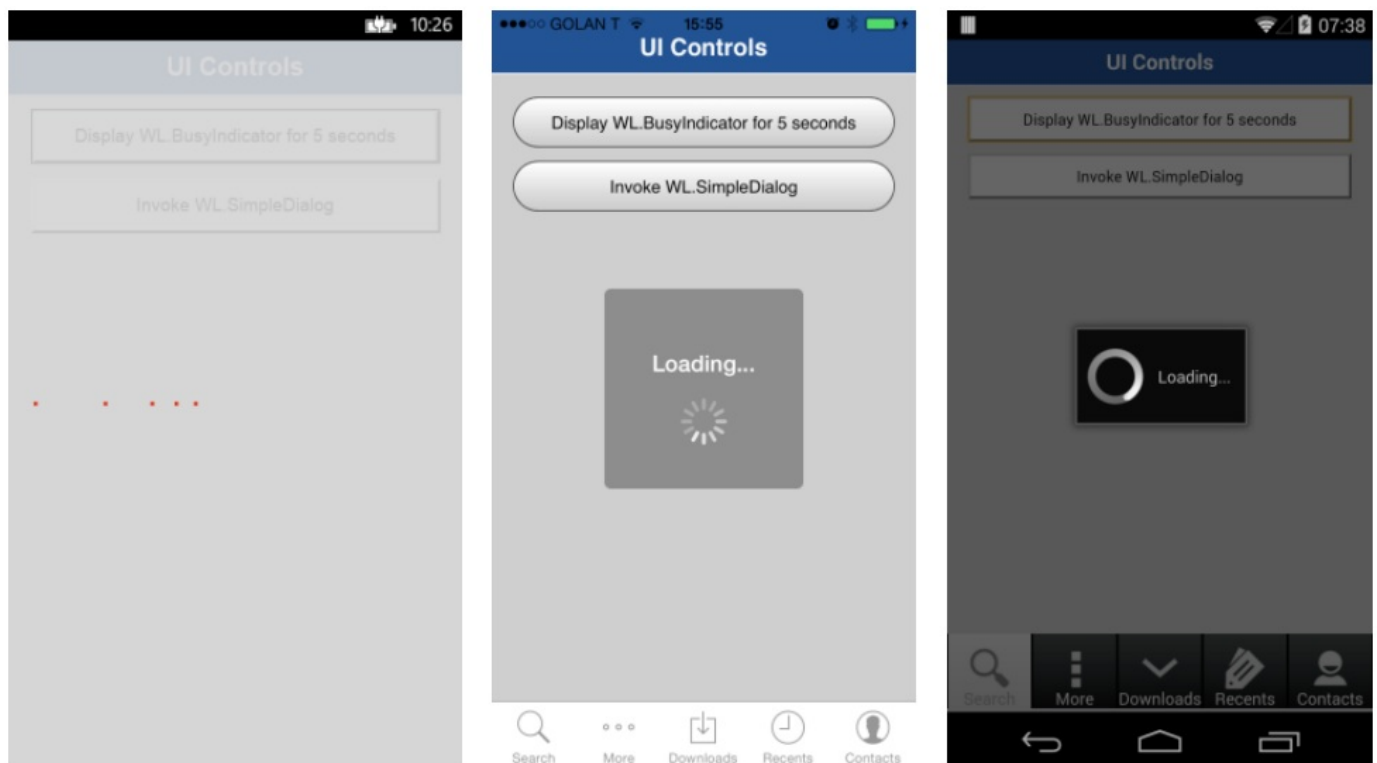 10:26
UI Controls
Display WL.BusyIndicator for 5 seconds
Invoke WL.SimpleDialog
GOLAN T 15:55
UI Controls
Display WL.BusyIndicator for 5 seconds
Invoke WL.SimpleDialog
Loading...
Search More Downloads Recents Contacts
07:38
UI Controls
Display WL.BusyIndicator for 5 seconds
Invoke WL.SimpleDialog
Loading...
Search More Downloads Recents Contacts